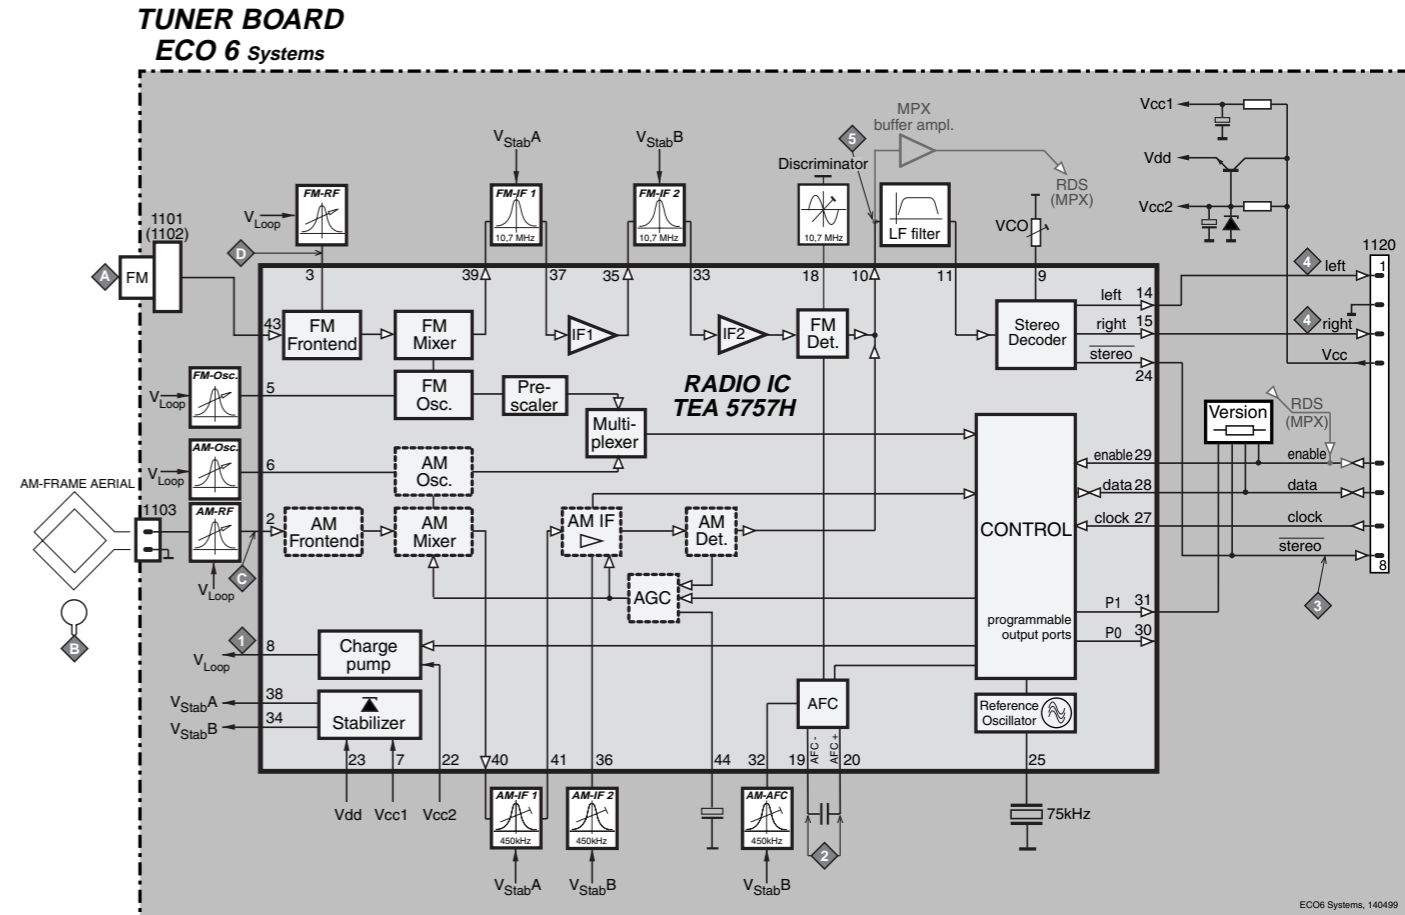 TUNER BOARD
ECO 6 Systems
Vcc1
MPX
buffer ampl.
5
VStabA
VStabB
Discriminator
Vdd
RDS
(MPX)
FM-RF
FM-IF 1
FM-IF 2
Vcc2
VLoop
LF filter
VCO
1101
(1102)
10,7 MHz
10,7 MHz
10,7 MHz
1120
D
4
left
1
A
FM
3
39
37
35
33
18
10
11
9
left
14
43
FM
Frontend
FM
Mixer
IF1
IF2
FM
Det.
Stereo
Decoder
right
15
4
right
stereo
24
Vcc
FM-Osc.
5
FM
Osc.
Pre-
scaler
RADIO IC
TEA 5757H
VLoop
Multi-
plexer
Version
RDS
(MPX)
AM-Osc.
6
AM
Osc.
VLoop
enable
29
enable
AM-FRAME AERIAL
data
28
data
1103
AM-RF
2
AM
Frontend
AM
Mixer
AM IF
AM
Det.
CONTROL
clock
27
clock
stereo
8
C
VLoop
AGC
3
B
programmable
output ports
P1
31
P0
30
1
8
VLoop
Charge
pump
38
VStabA
34
VStabB
Stabilizer
AFC
Reference
Oscillator
AFC -
AFC +
23
7
22
40
41
36
44
32
19
20
25
Vdd
Vcc1
Vcc2
AM-IF 1
AM-IF 2
AM-AFC
75kHz
450kHz
450kHz
450kHz
2
VStabA
VStabB
VStabB
ECO6 Systems, 140499